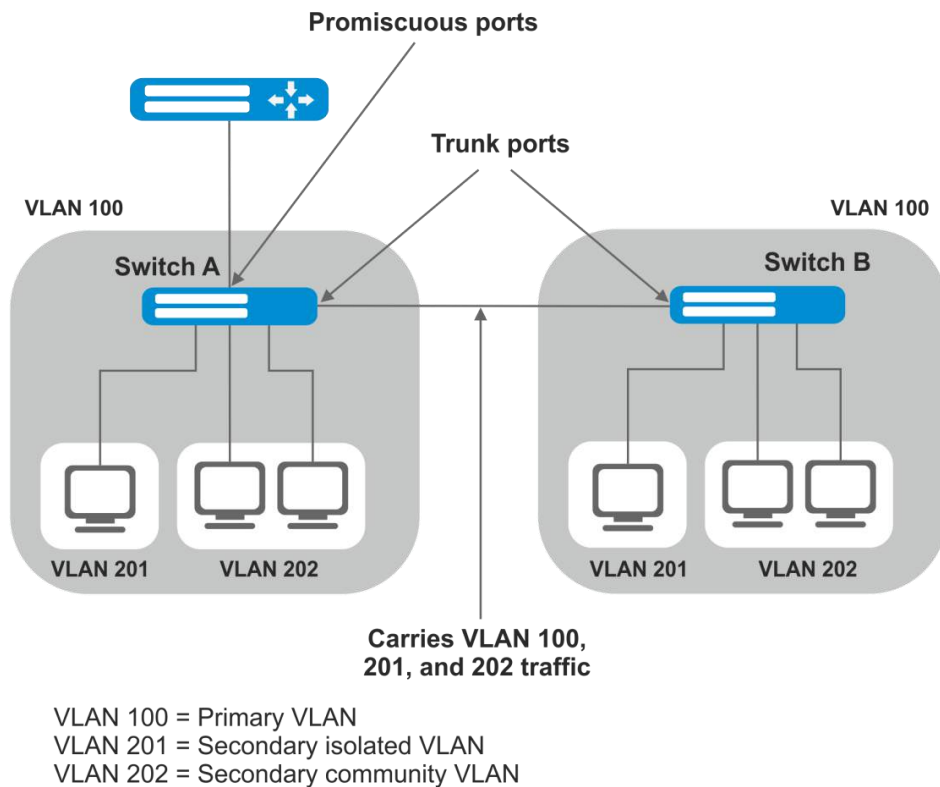 Promiscuous ports
Trunk ports
VLAN 100
VLAN 100
Switch A
Switch B
VLAN 201
VLAN 202
VLAN 201
VLAN 202
Carries VLAN 100,
201, and 202 traffic
VLAN 100 = Primary VLAN
VLAN 201 = Secondary isolated VLAN
VLAN 202 = Secondary community VLAN